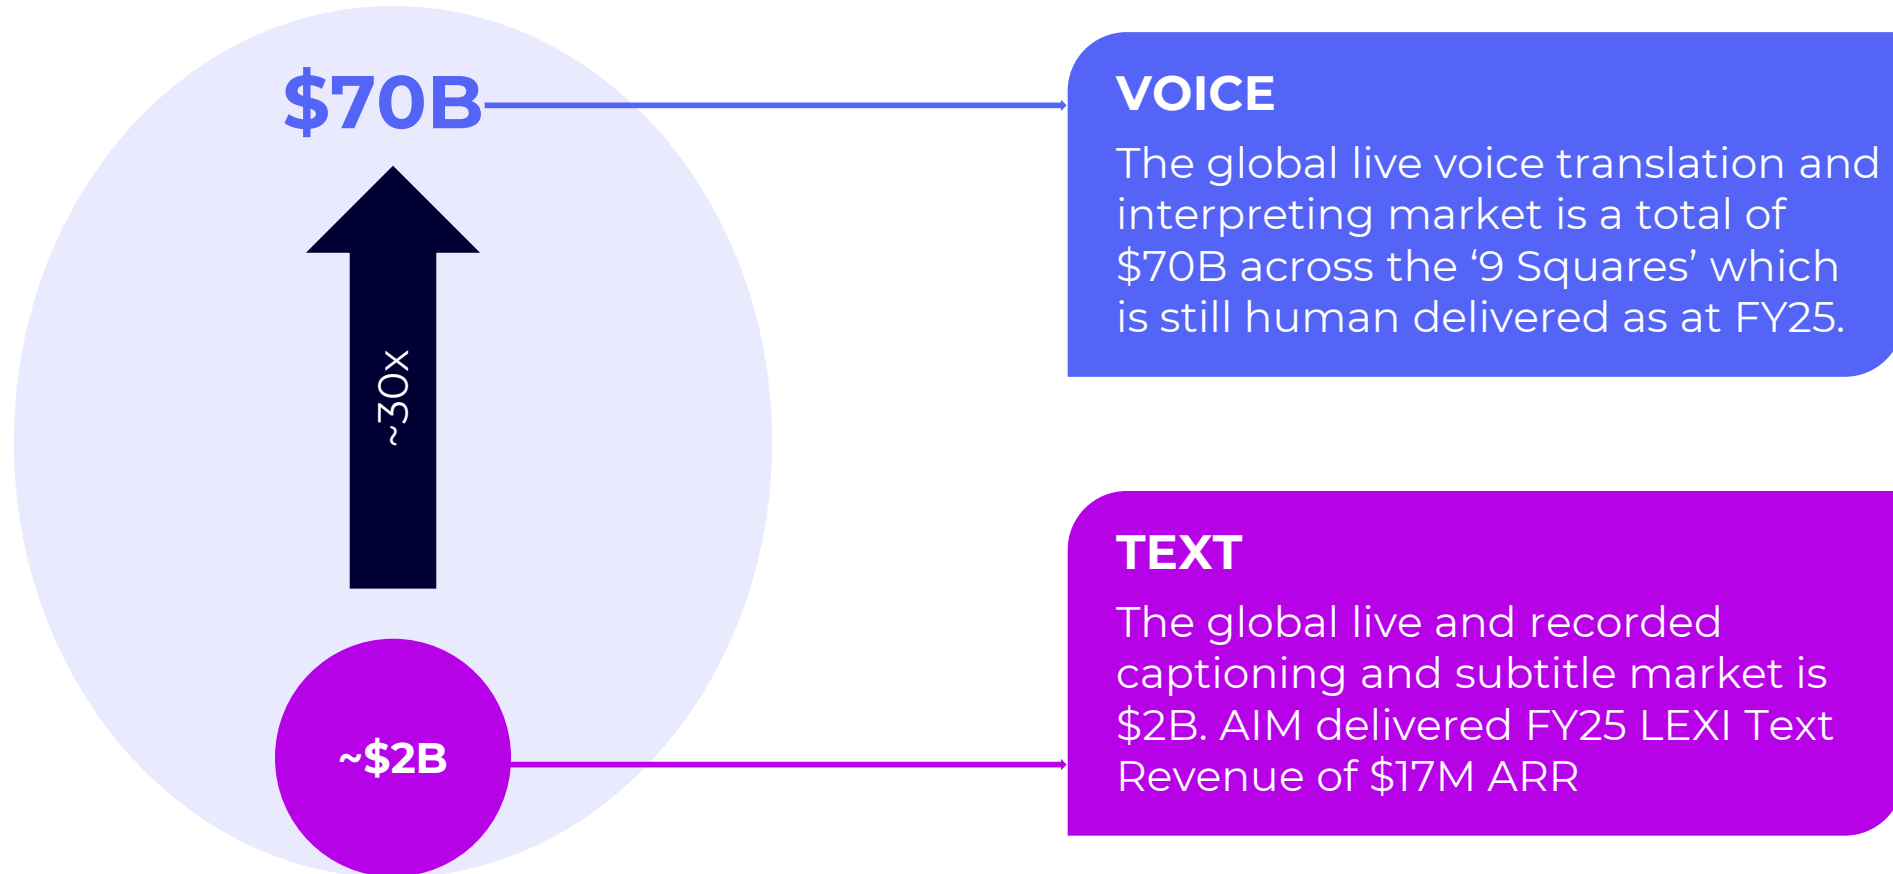 $70B
~30x
~$2B
VOICE
The global live voice translation and
interpreting market is a total of
$70B across the ‘9 Squares’ which
is still human delivered as at FY25.
TEXT
The global live and recorded
captioning and subtitle market is
$2B. AIM delivered FY25 LEXI Text
Revenue of $17M ARR